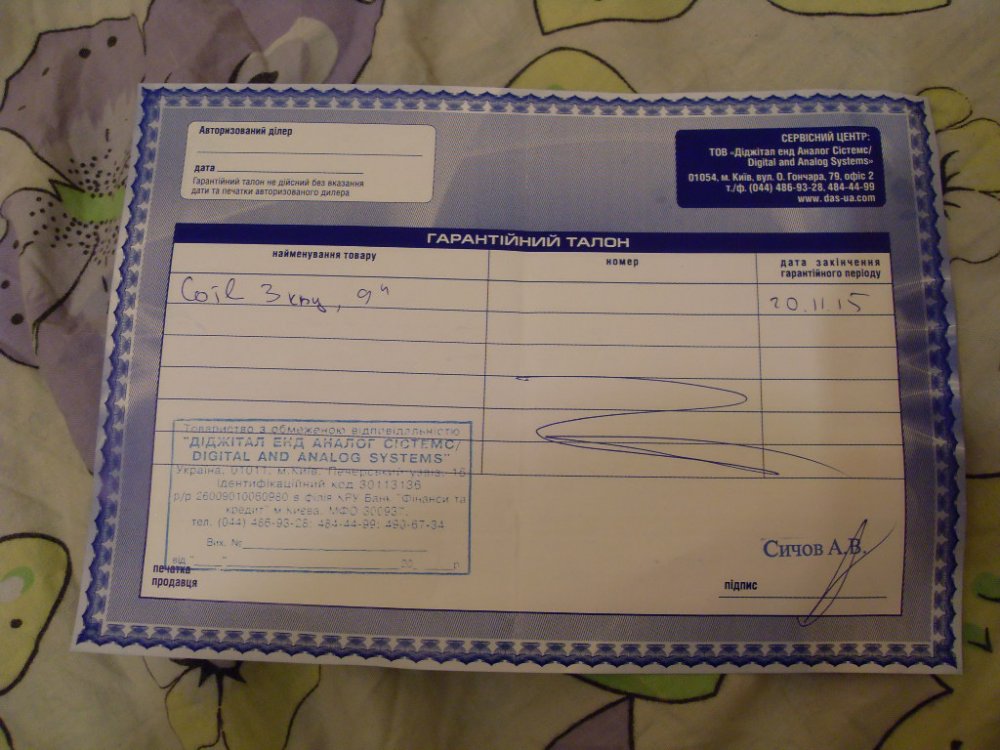 Авторизований ділер
дата
Гарантійний талон не дійсний без вказання
дати та печатки авторизованого дилера
СЕРВІСНИЙ ЦЕНТР:
ТОВ «Діджітал енд Аналог Сістемс/
Digital and Analog Systems»
01054, м. Київ, вул. О. Гончара, 79, офіс 2
т./ф. (044) 486-93-28, 484-44-99
www. das-ua.com
ГАРАНТІЙНИЙ ТАЛОН
найменування товару
номер
дата закінчення
гарантійного періоду
Coil 3 кГц, 9"
20.11.15
Товариство з обмеженою відповідальністю
"ДІДЖІТАЛ ЕНД АНАЛОГ СІСТЕМС/
DIGITAL AND ANALOG SYSTEMS"
Україна, 01011, м.Київ, Печерський узвіз, 16
Ідентифікаційний код 30113136
р/р 26009010060980 в філія КРУ Банк "Фінанси та
кредит" м.Києва, МФО 300937,
тел. (044) 486-93-28; 484-44-99; 490-67-34
Вих. №
від " " 20 р.
печатка
продавця
Сичов А.В.
підпис